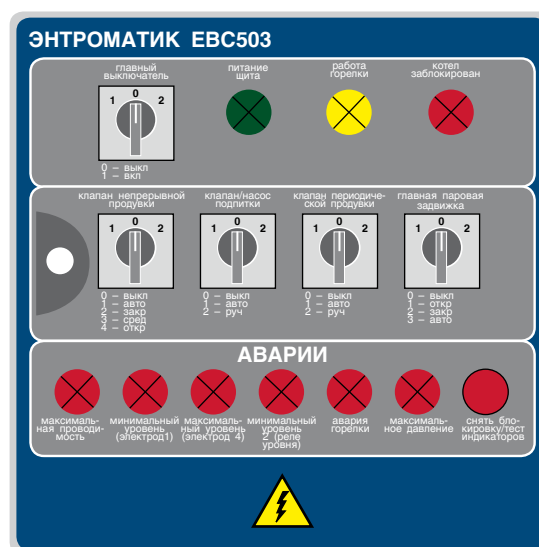 ЭНТРОМАТИК EBC503
главный
выключатель
питание
щита
работа
горелки
котел
заблокирован
1 0 2
0 – выкл
1 – вкл
клапан непрерывной
продувки
клапан/насос
подпитки
клапан периодиче-
ской продувки
главная паровая
задвижка
1 0 2
1 0 2
1 0 2
1 0 2
0 – выкл
1 – авто
2 – закр
3 – сред
4 – откр
0 – выкл
1 – авто
2 – руч
0 – выкл
1 – авто
2 – руч
0 – выкл
1 – откр
2 – закр
3 – авто
АВАРИИ
максималь-
ная проводи-
мость
минимальный
уровень
(электрод1)
максималь-
ный уровень
(электрод 4)
минимальный
уровень
2 (реле
уровня)
авария
горелки
максималь-
ное давление
снять бло-
кировку/тест
индикаторов